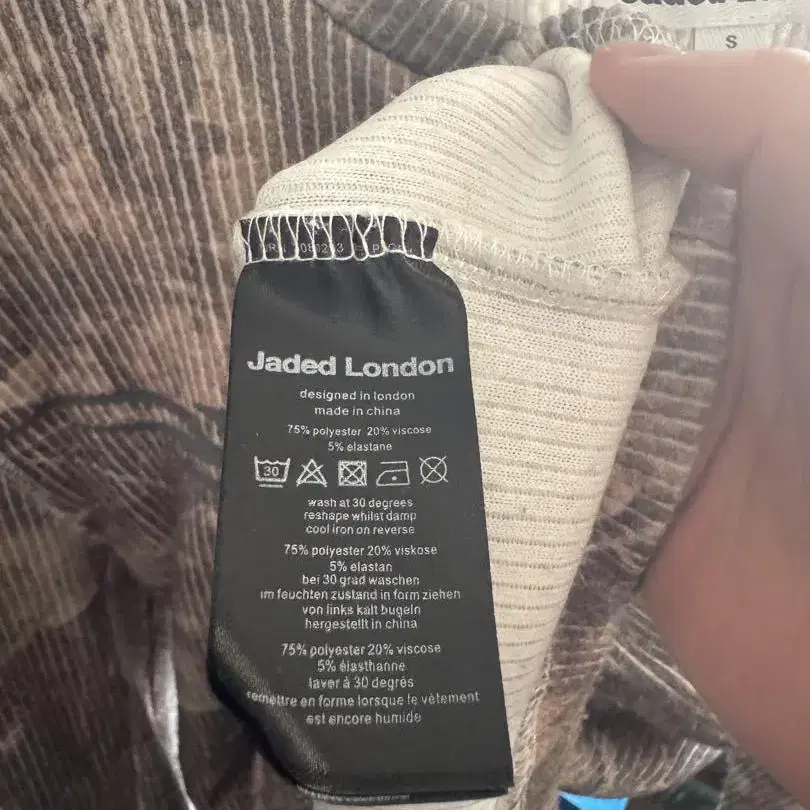 S
Jaded London
designed in london
made in china
75% polyester 20% viscose
5% elastane
30
wash at 30 degrees
reshape whilst damp
cool iron on reverse
75% polyester 20% viskose
5% elastan
bei 30 grad waschen
im feuchten zustand in form ziehen
von links kalt bugeln
hergestellt in china
75% polyester 20% viscose
5% élasthanne
laver à 30 degrés
remettre en forme lorsque le vêtement
est encore humide